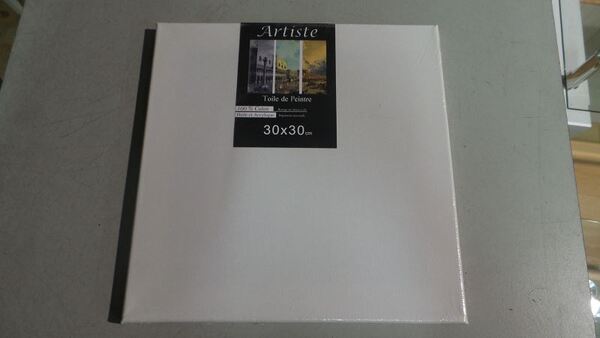 Artiste
Toile de Peintre
100 % Coton
Huile et Acrylique
30x30cm